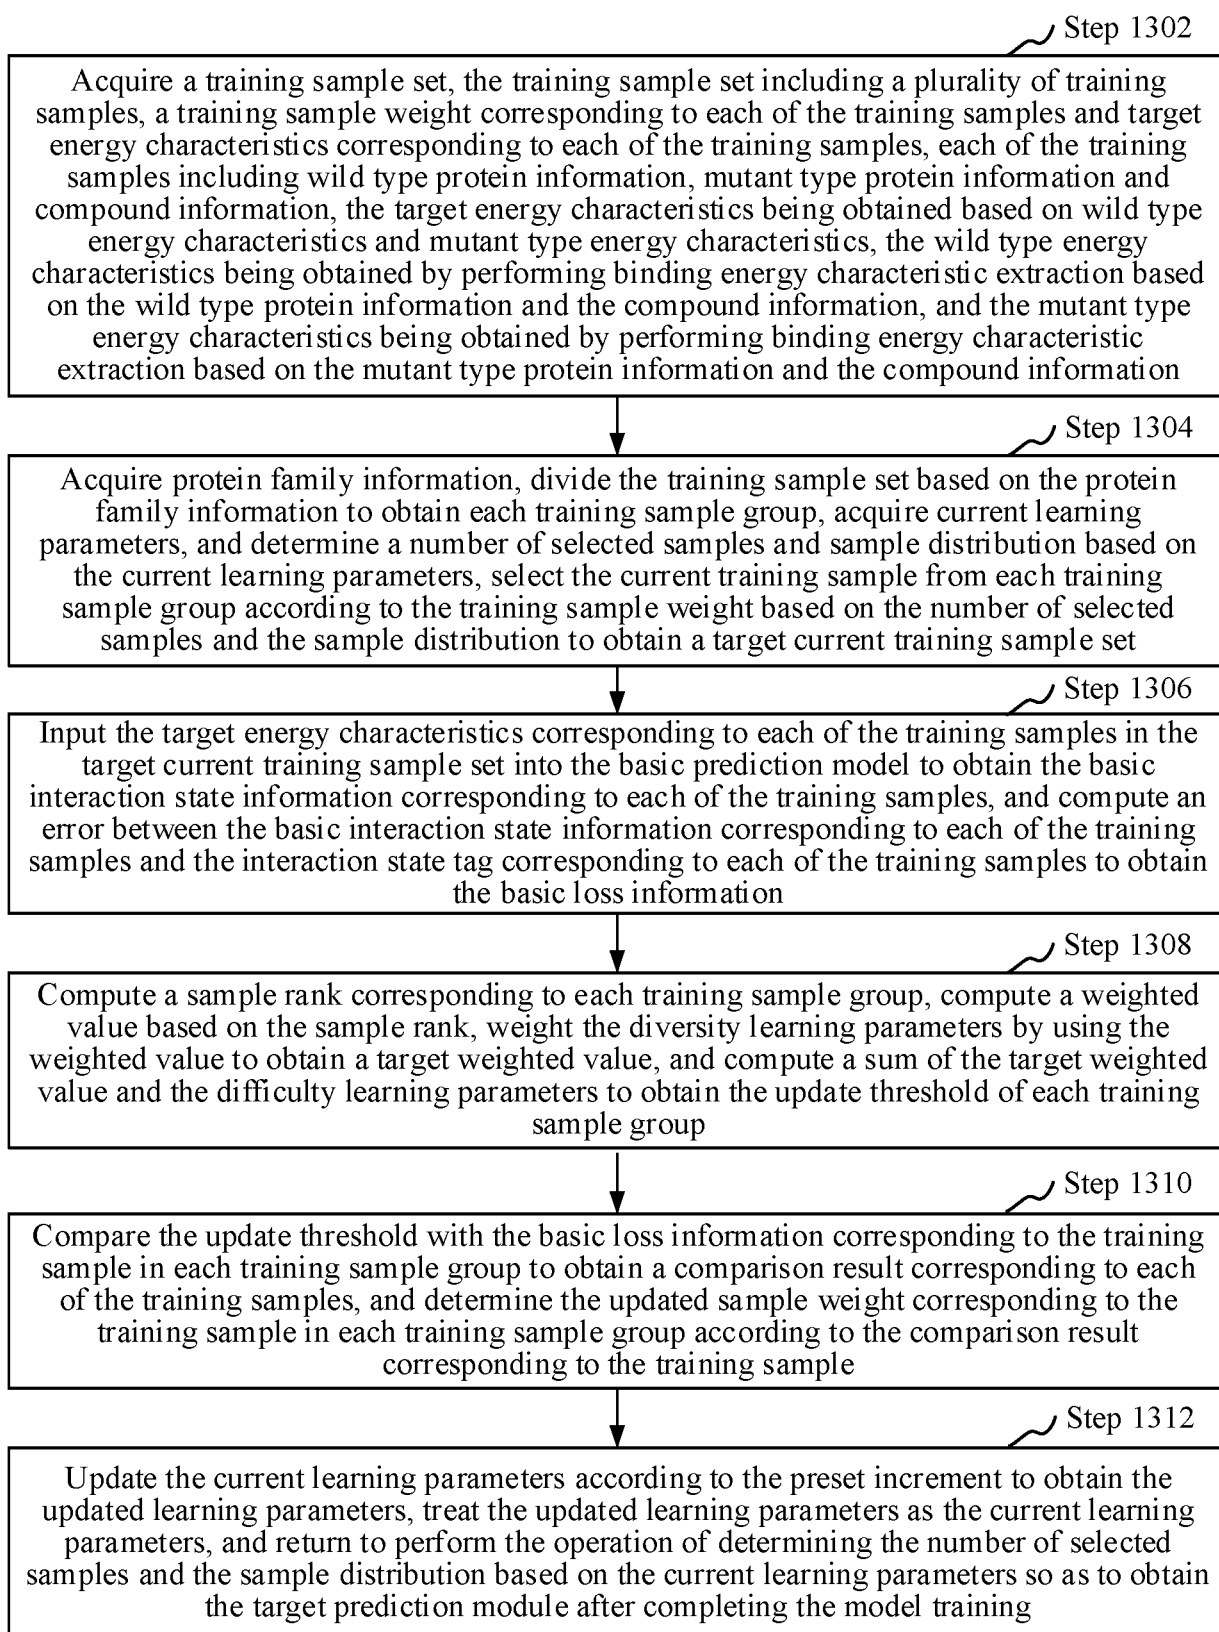 Step 1302
Acquire a training sample set, the training sample set including a plurality of training
samples, a training sample weight corresponding to each of the training samples and target
energy characteristics corresponding to each of the training samples, each of the training
samples including wild type protein information, mutant type protein information and
compound information, the target energy characteristics being obtained based on wild type
energy characteristics and mutant type energy characteristics, the wild type energy
characteristics being obtained by performing binding energy characteristic extraction based
on the wild type protein information and the compound information, and the mutant type
energy characteristics being obtained by performing binding energy characteristic
extraction based on the mutant type protein information and the compound information
Step 1304
Acquire protein family information, divide the training sample set based on the protein
family information to obtain each training sample group, acquire current learning
parameters, and determine a number of selected samples and sample distribution based on
the current learning parameters, select the current training sample from each training
sample group according to the training sample weight based on the number of selected
samples and the sample distribution to obtain a target current training sample set
Step 1306
Input the target energy characteristics corresponding to each of the training samples in the
target current training sample set into the basic prediction model to obtain the basic
interaction state information corresponding to each of the training samples, and compute an
error between the basic interaction state information corresponding to each of the training
samples and the interaction state tag corresponding to each of the training samples to obtain
the basic loss information
Step 1308
Compute a sample rank corresponding to each training sample group, compute a weighted
value based on the sample rank, weight the diversity learning parameters by using the
weighted value to obtain a target weighted value, and compute a sum of the target weighted
value and the difficulty learning parameters to obtain the update threshold of each training
sample group
Step 1310
Compare the update threshold with the basic loss information corresponding to the training
sample in each training sample group to obtain a comparison result corresponding to each
of the training samples, and determine the updated sample weight corresponding to the
training sample in each training sample group according to the comparison result
corresponding to the training sample
Step 1312
Update the current learning parameters according to the preset increment to obtain the
updated learning parameters, treat the updated learning parameters as the current learning
parameters, and return to perform the operation of determining the number of selected
samples and the sample distribution based on the current learning parameters so as to obtain
the target prediction module after completing the model training